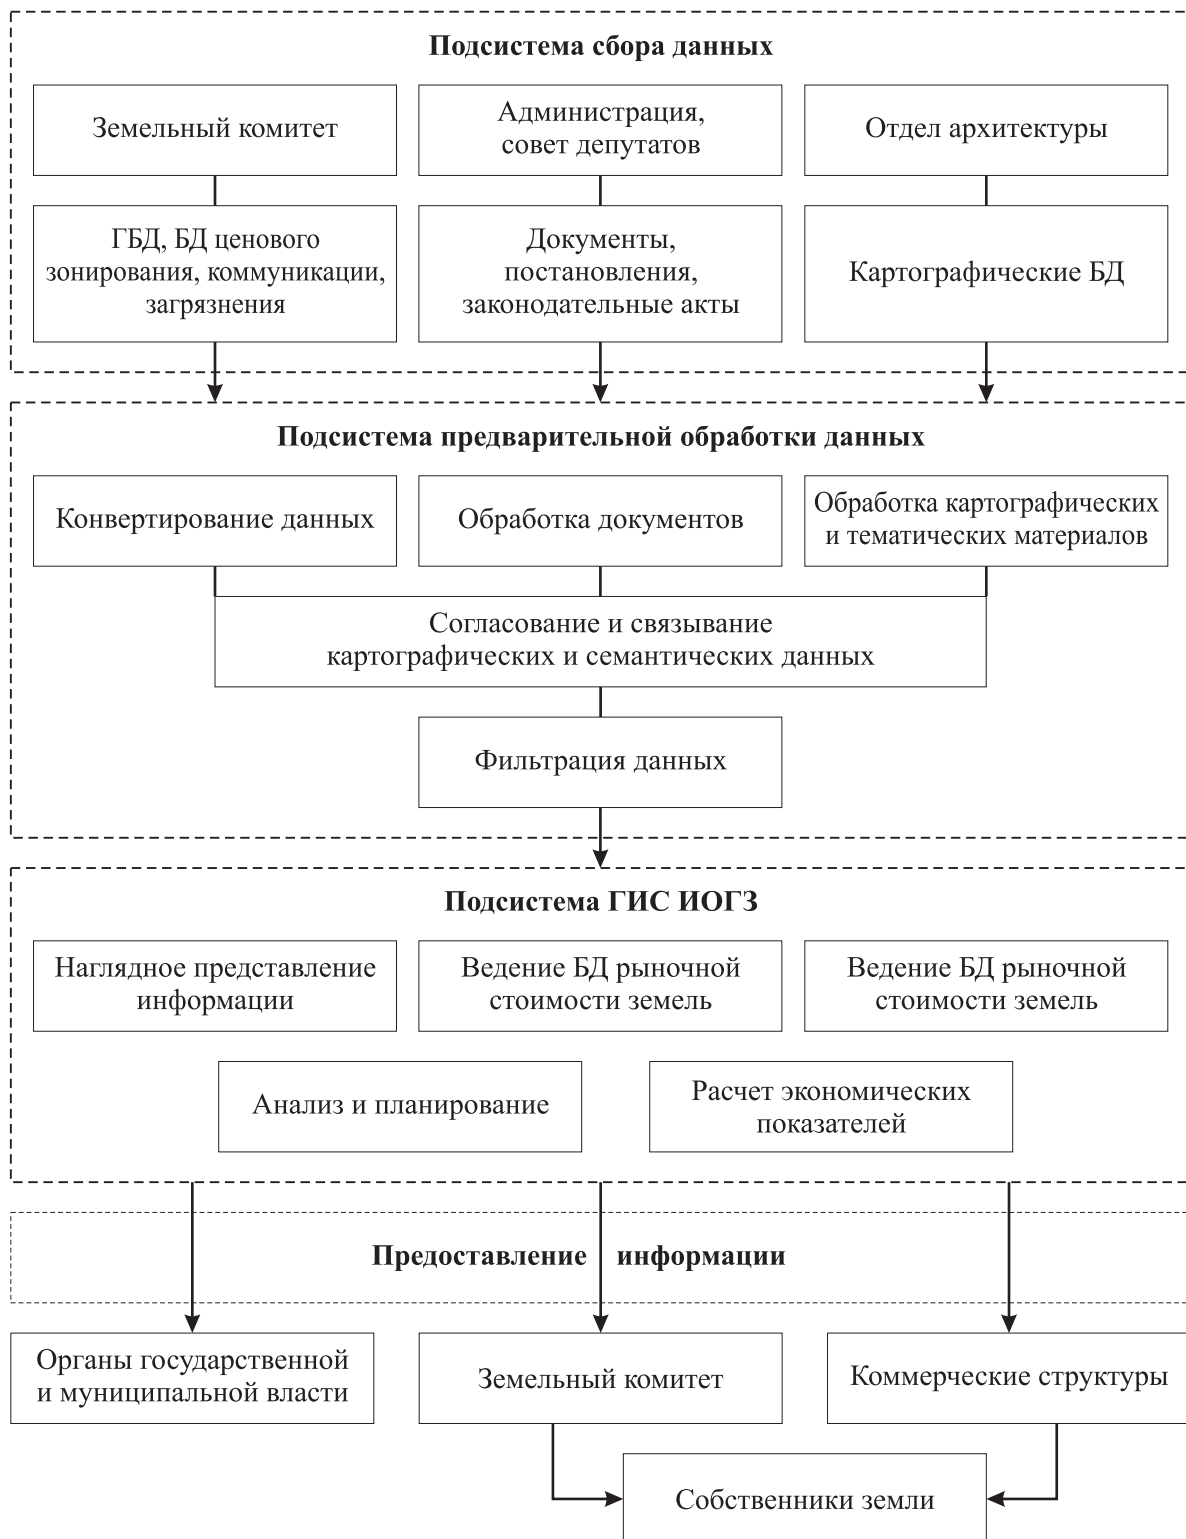 Подсистема сбора данных
Земельный комитет
Администрация,
совет депутатов
Отдел архитектуры
ГБД, БД ценового
зонирования, коммуникации,
загрязнения
Документы,
постановления,
законодательные акты
Картографические БД
Подсистема предварительной обработки данных
Конвертирование данных
Обработка документов
Обработка картографических
и тематических материалов
Согласование и связывание
картографических и семантических данных
Фильтрация данных
Подсистема ГИС ИОГЗ
Наглядное представление
информации
Ведение БД рыночной
стоимости земель
Ведение БД рыночной
стоимости земель
Анализ и планирование
Расчет экономических
показателей
Предоставление информации
Органы государственной
и муниципальной власти
Земельный комитет
Коммерческие структуры
Собственники земли